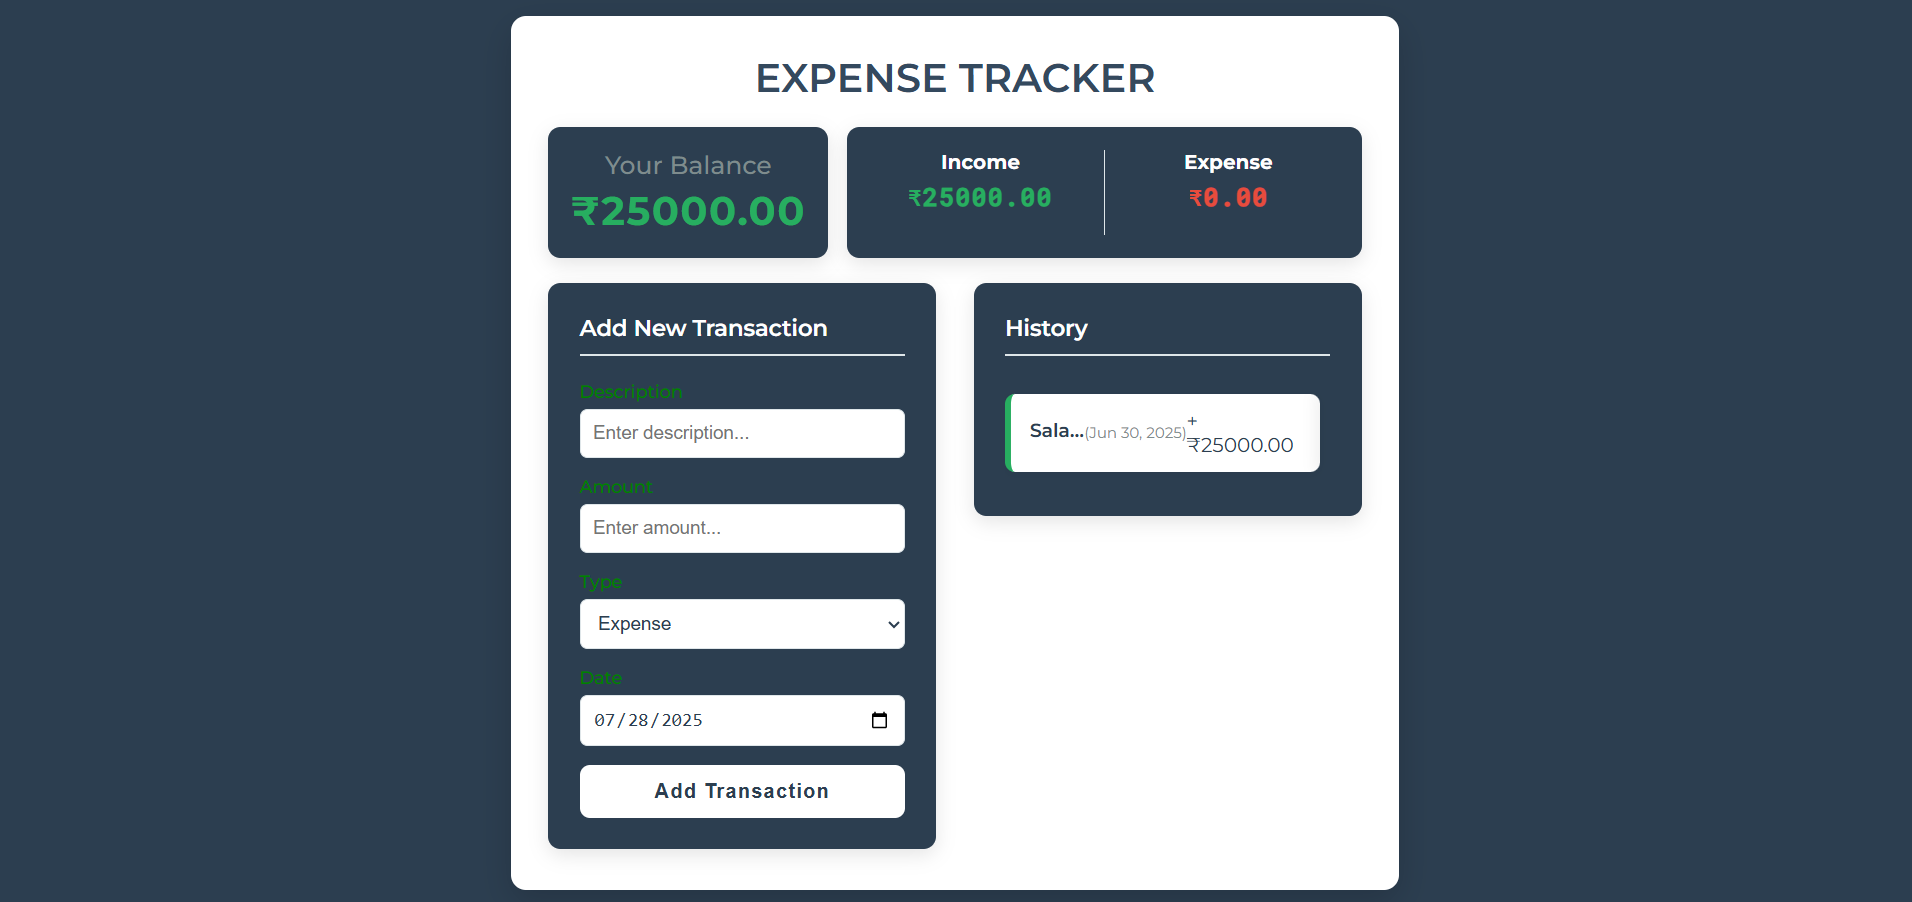 EXPENSE TRACKER
Your Balance
₹25000.00
Income
₹25000.00
Expense
₹0.00
Add New Transaction
Description
Enter description...
Amount
Enter amount...
Type
Expense
Date
07/28/2025
Add Transaction
History
Sala...(Jun 30, 2025)+
₹25000.00